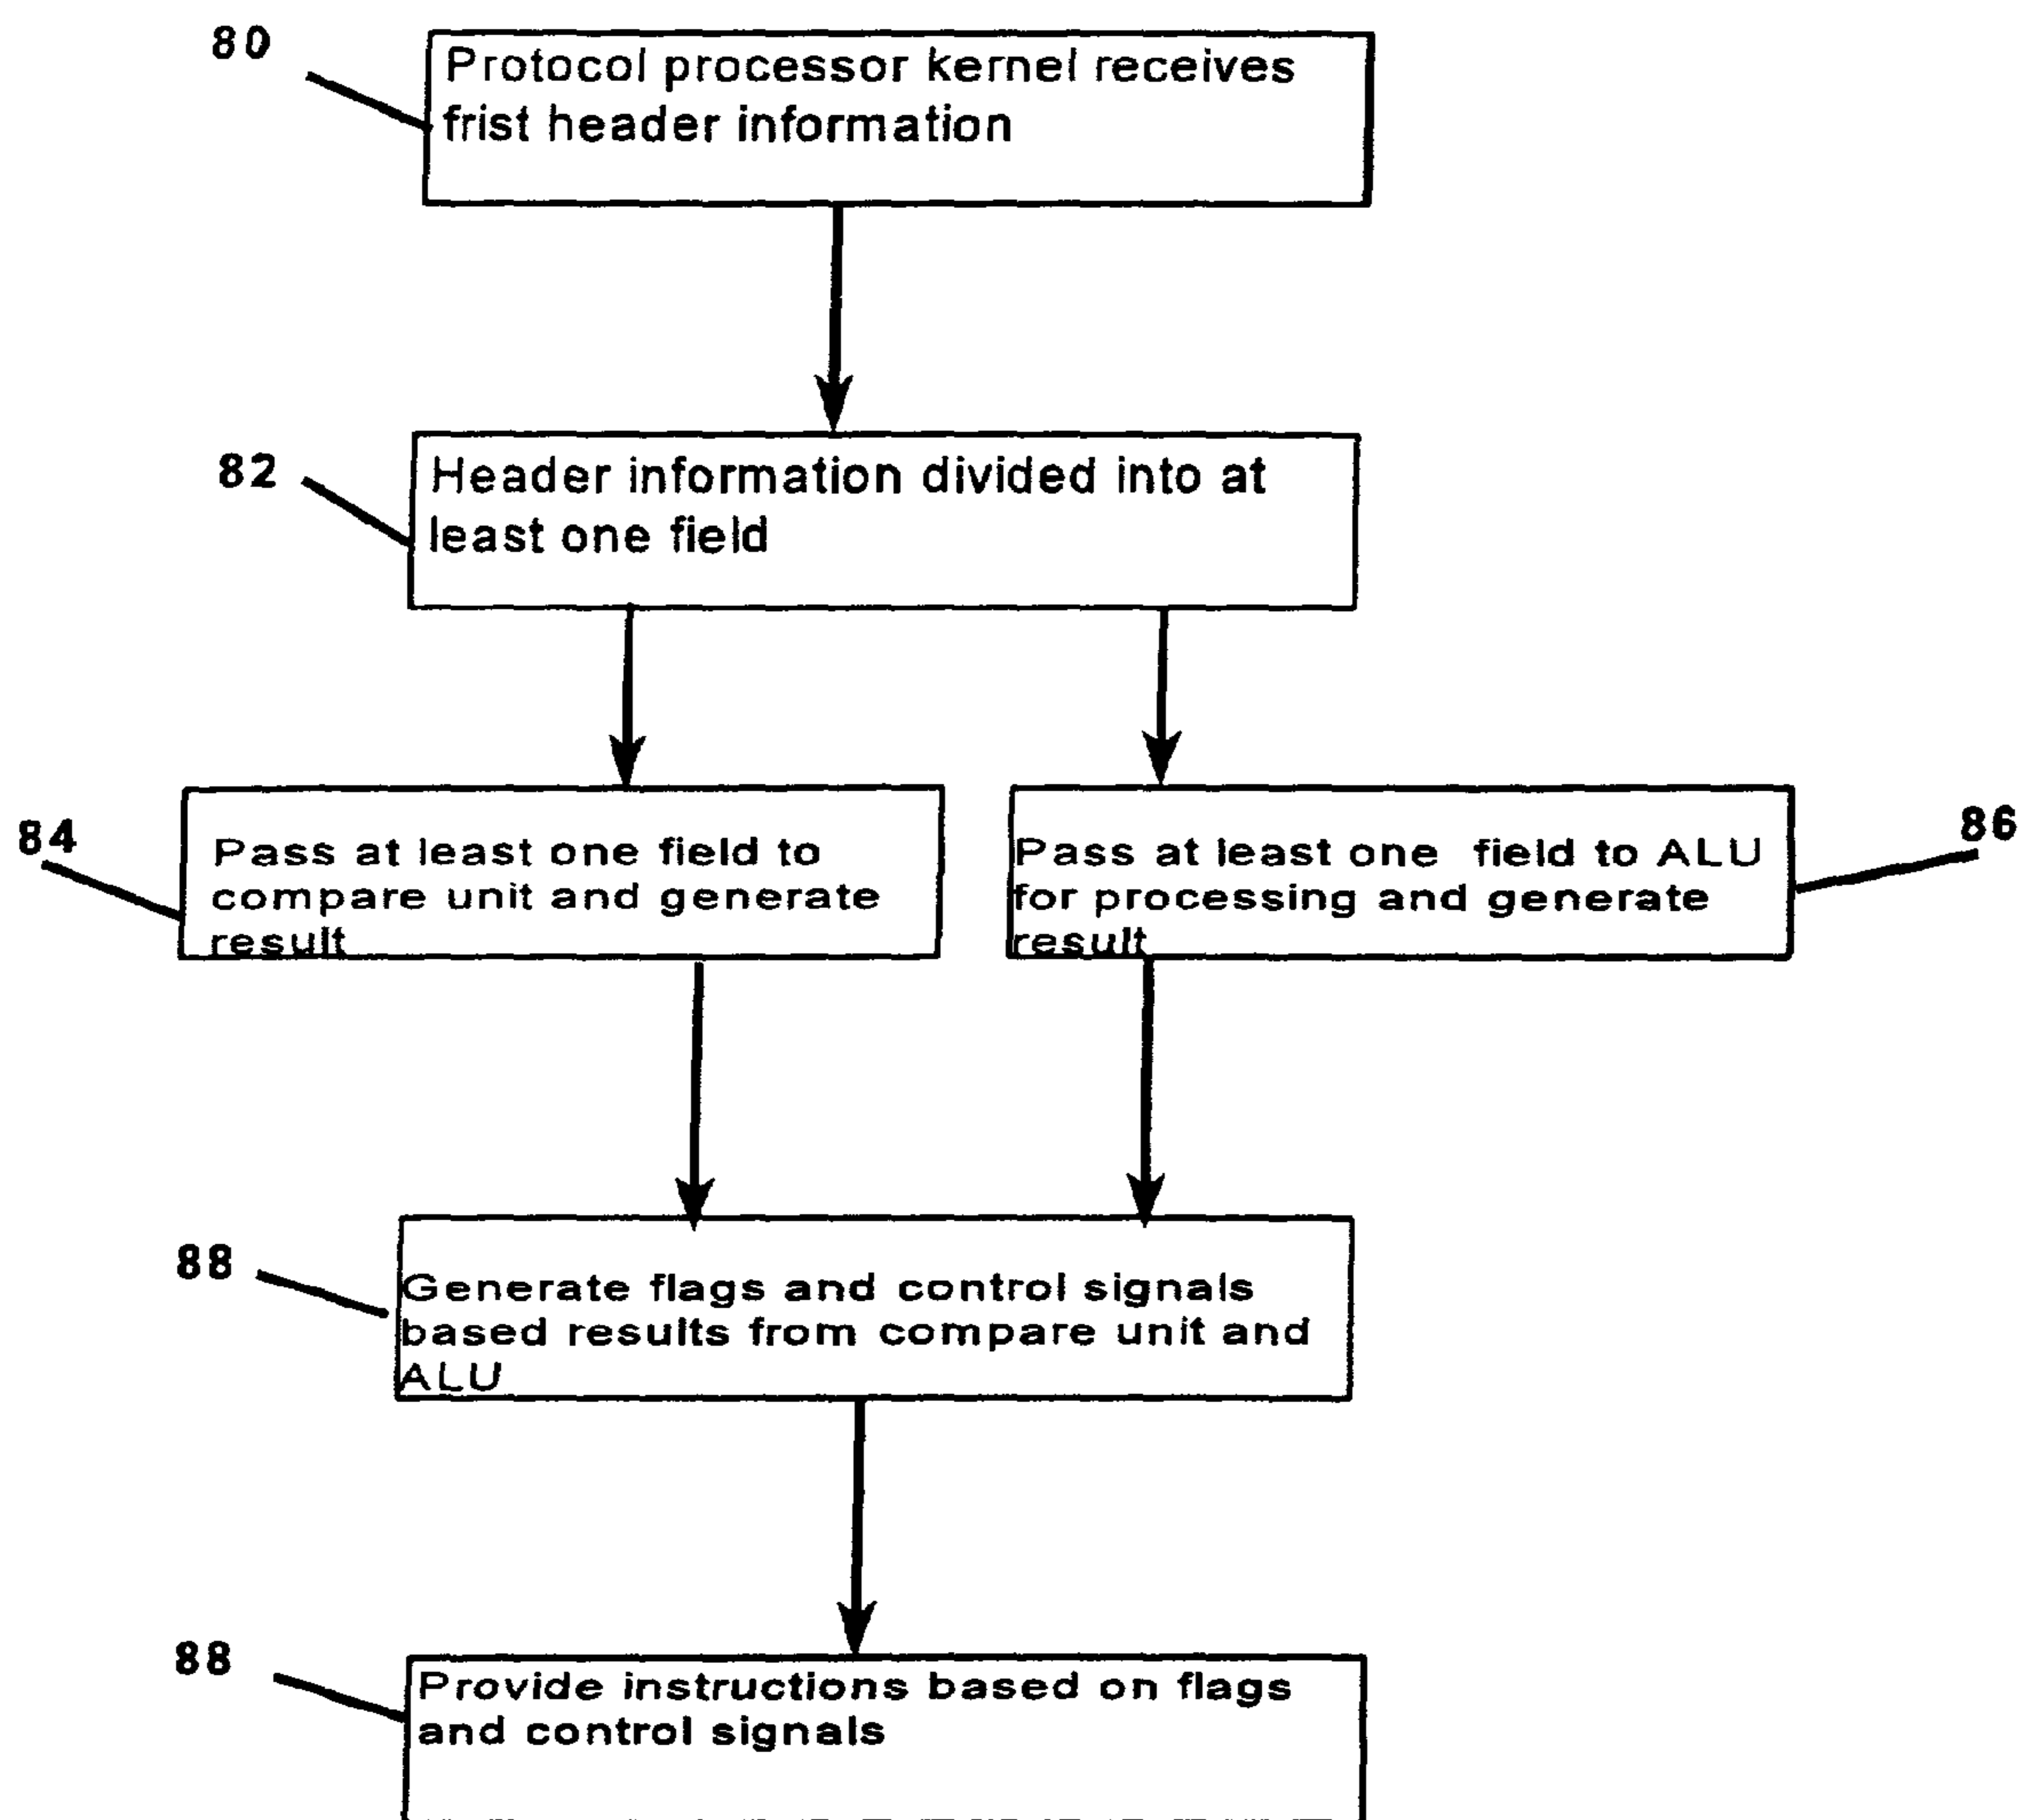 80
Protocol processor kernel receives
frist header information
82
Header information divided into at
least one field
84
Pass at least one field to
compare unit and generate
result
Pass at least one field to ALU
for processing and generate
result
86
88
Generate flags and control signals
based results from compare unit and
ALU
88
Provide instructions based on flags
and control signals